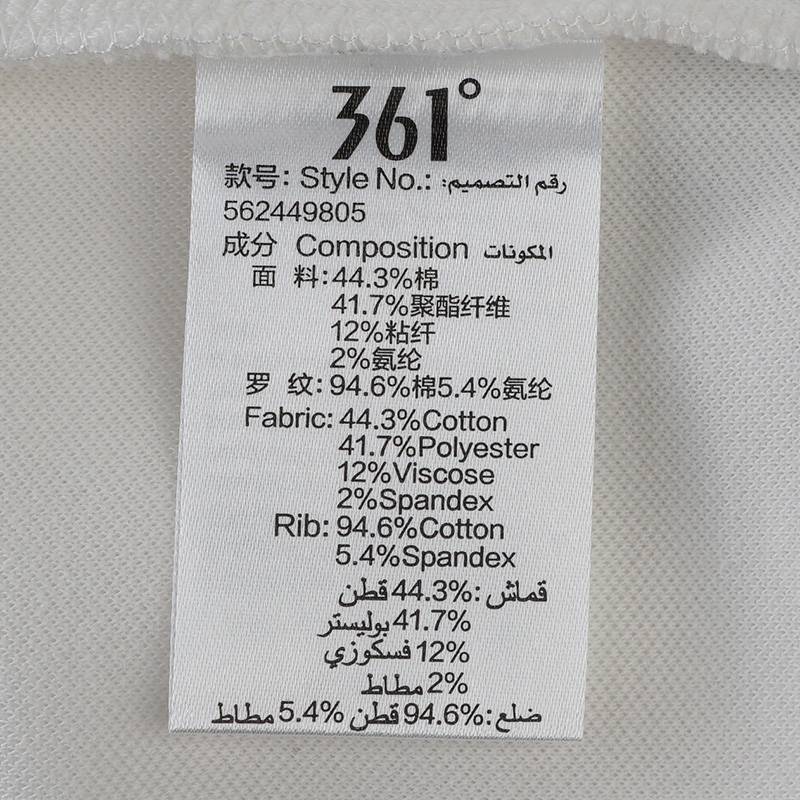 361°
款号: Style No.: رقم التصميم:
562449805
成分 Composition المكونات
面 料:44.3%棉
41.7%聚酯纤维
12%粘纤
2%氨纶
罗 纹:94.6%棉5.4%氨纶
Fabric: 44.3%Cotton
41.7%Polyester
12%Viscose
2%Spandex
Rib: 94.6%Cotton
5.4%Spandex
قماش:44.3% قطن
41.7% بوليستر
12% فسكوزي
2% مطاط
ضلع:94.6% قطن 5.4% مطاط